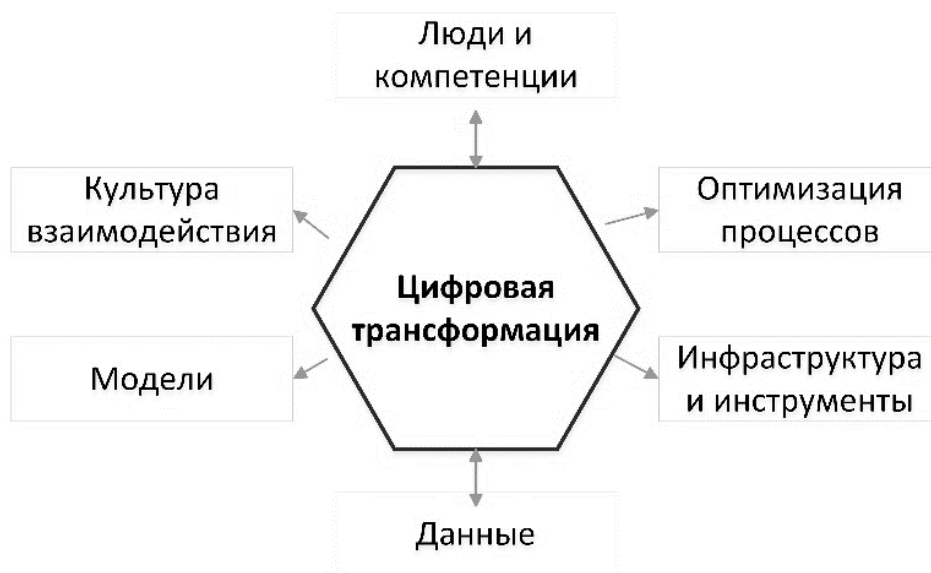 Люди и
компетенции
Культура
взаимодействия
Оптимизация
процессов
Цифровая
трансформация
Модели
Инфраструктура
и инструменты
Данные